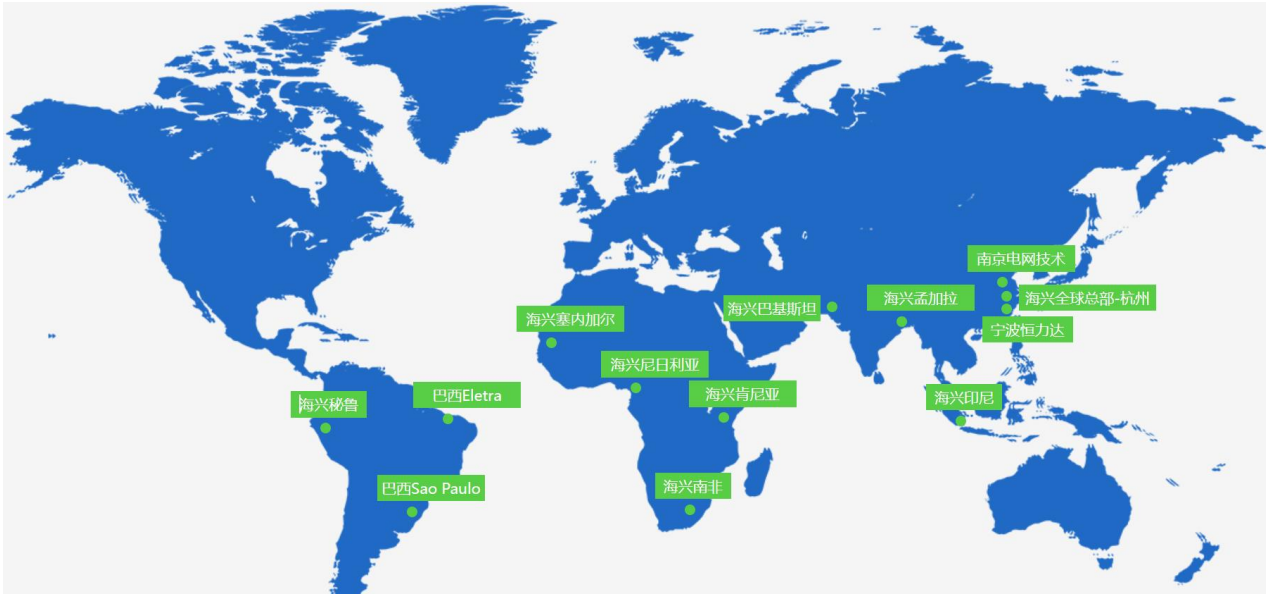 南京电网技术
海兴巴基斯坦
海兴孟加拉
海兴全球总部-杭州
海兴塞内加尔
宁波恒力达
海兴尼日利亚
巴西Eletra
海兴肯尼亚
海兴秘鲁
海兴印尼
巴西Sao Paulo
海兴南非